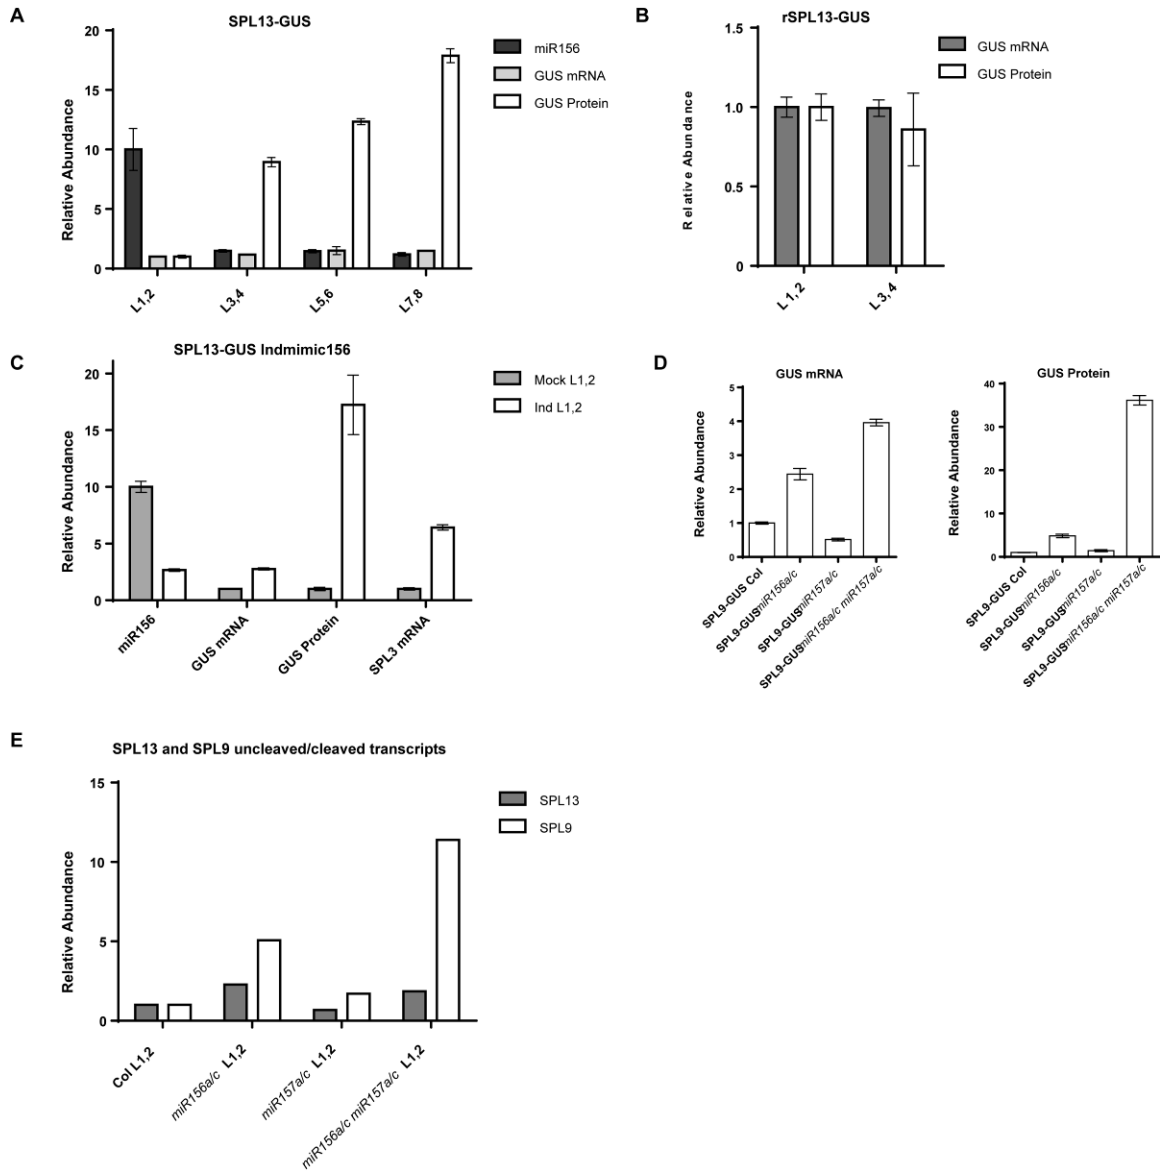 A
SPL13-GUS
Relative Abundance
20
15
10
5
0
L1,2
L3,4
L5,6
L7,8
miR156
GUS mRNA
GUS Protein
B
rSPL13-GUS
Relative Abundance
1.5
1.0
0.5
0
L 1, 2
L 3, 4
GUS mRNA
GUS Protein
C
SPL13-GUS Indmimic156
Relative Abundance
20
15
10
5
0
miR156
GUS mRNA
GUS Protein
SPL3 mRNA
Mock L1,2
Ind L1,2
D
GUS mRNA
Relative Abundance
5
4
3
2
1
0
SPL9-GUS Col
SPL9-GUSmiR156a/c
SPL9-GUSmiR157a/c
SPL9-GUSmiR156a/c miR157a/c
GUS Protein
Relative Abundance
40
30
20
10
0
SPL9-GUS Col
SPL9-GUSmiR156a/c
SPL9-GUSmiR157a/c
SPL9-GUSmiR156a/c miR157a/c
E
SPL13 and SPL9 uncleaved/cleaved transcripts
Relative Abundance
15
10
5
0
Col L1,2
miR156a/c L1,2
miR157a/c L1,2
miR156a/c miR157a/c L1,2
SPL13
SPL9